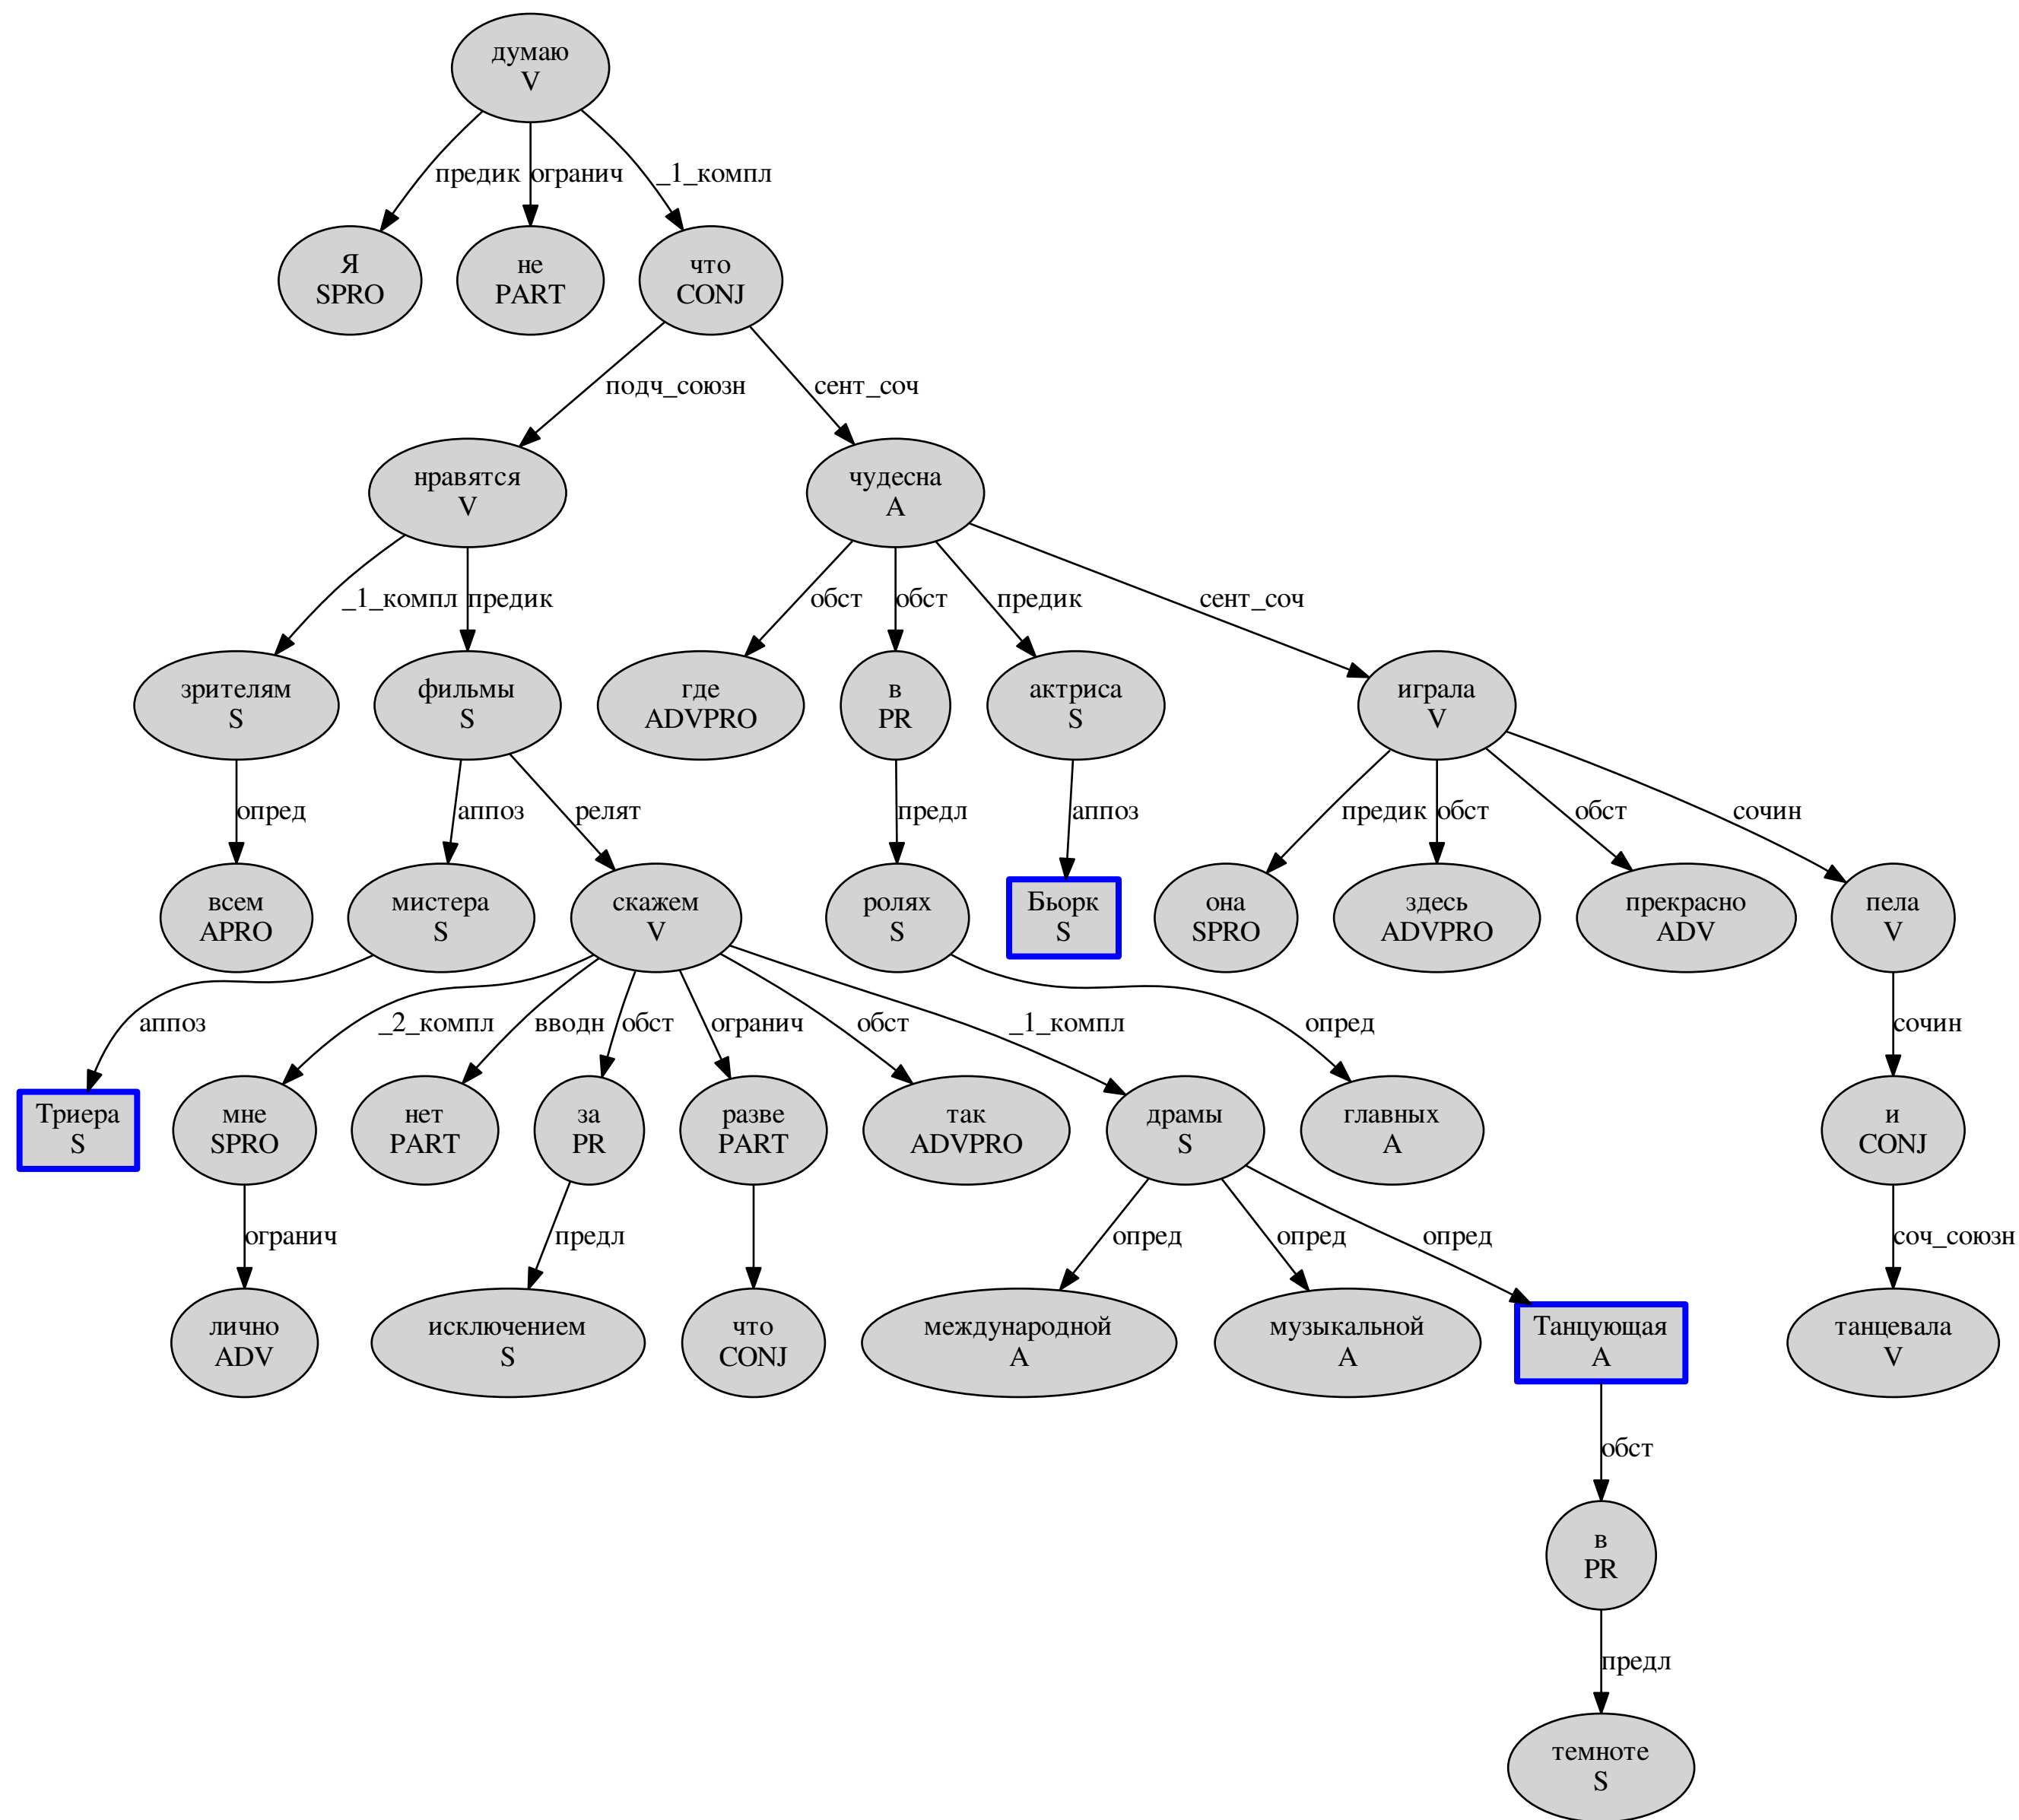 думаю
V
предик
огранич
_1_компл
Я
SPRO
не
PART
что
CONJ
подч_союзн
сент_соч
нравятся
V
чудесна
A
_1_компл
предик
обст
обст
предик
сент_соч
зрителям
S
фильмы
S
где
ADVPRO
в
PR
актриса
S
играла
V
опред
аппоз
релят
предл
аппоз
предик
обст
обст
сочин
всем
APRO
мистера
S
скажем
V
ролях
S
Бьорк
S
она
SPRO
здесь
ADVPRO
прекрасно
ADV
пела
V
аппоз
_2_компл
вводн
обст
огранич
обст
_1_компл
опред
сочин
Триера
S
мне
SPRO
нет
PART
за
PR
разве
PART
так
ADVPRO
драмы
S
главных
A
и
CONJ
огранич
предл
опред
опред
опред
соч_союзн
лично
ADV
исключением
S
что
CONJ
международной
A
музыкальной
A
Танцующая
A
танцевала
V
обст
в
PR
предл
темноте
S